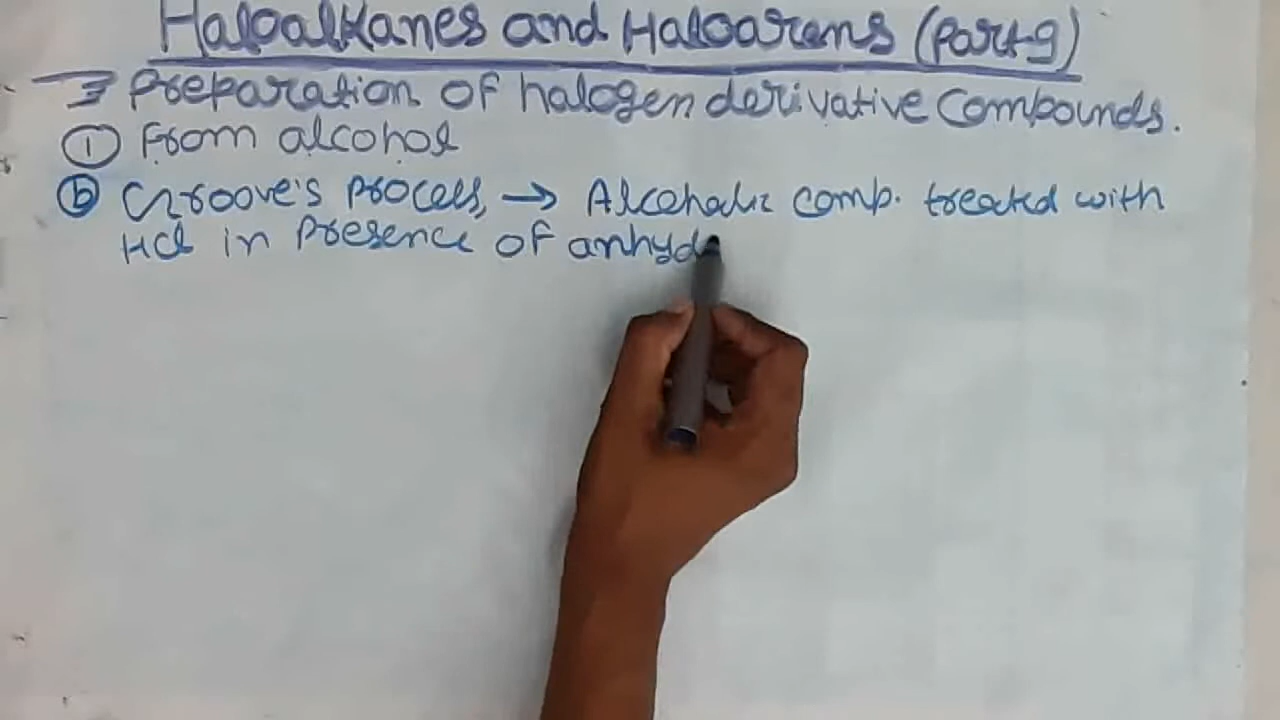 Haloalkanes and Haloarens (Part-9)
⇒ Preparation of halogen derivative Compounds.
① From alcohol
ⓑ Groove's process, → Alcoholic comp. treated with
HCl in Presence of anhyd